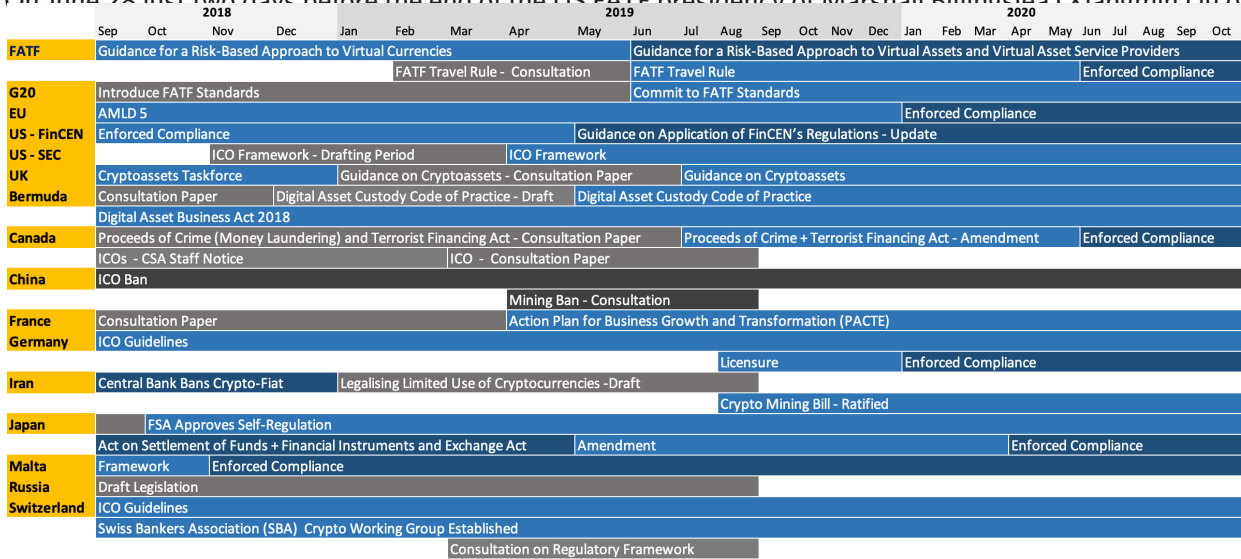 2018 2019 2020
Sep Oct Nov Dec Jan Feb Mar Apr May Jun Jul Aug Sep Oct Nov Dec Jan Feb Mar Apr May Jun Jul Aug Sep Oct
FATF Guidance for a Risk-Based Approach to Virtual Currencies Guidance for a Risk-Based Approach to Virtual Assets and Virtual Asset Service Providers
FATF Travel Rule - Consultation FATF Travel Rule Enforced Compliance
G20 Introduce FATF Standards Commit to FATF Standards
EU AMLD 5 Enforced Compliance
US - FinCEN Enforced Compliance Guidance on Application of FinCEN's Regulations - Update
US - SEC ICO Framework - Drafting Period ICO Framework
UK Cryptoassets Taskforce Guidance on Cryptoassets - Consultation Paper Guidance on Cryptoassets
Bermuda Consultation Paper Digital Asset Custody Code of Practice - Draft Digital Asset Custody Code of Practice
Digital Asset Business Act 2018
Canada Proceeds of Crime (Money Laundering) and Terrorist Financing Act - Consultation Paper Proceeds of Crime + Terrorist Financing Act - Amendment Enforced Compliance
ICOs - CSA Staff Notice ICO - Consultation Paper
China ICO Ban
Mining Ban - Consultation
France Consultation Paper Action Plan for Business Growth and Transformation (PACTE)
Germany ICO Guidelines
Licensure Enforced Compliance
Iran Central Bank Bans Crypto-Fiat Legalising Limited Use of Cryptocurrencies -Draft
Crypto Mining Bill - Ratified
Japan FSA Approves Self-Regulation
Act on Settlement of Funds + Financial Instruments and Exchange Act Amendment Enforced Compliance
Malta Framework Enforced Compliance
Russia Draft Legislation
Switzerland ICO Guidelines
Swiss Bankers Association (SBA) Crypto Working Group Established
Consultation on Regulatory Framework